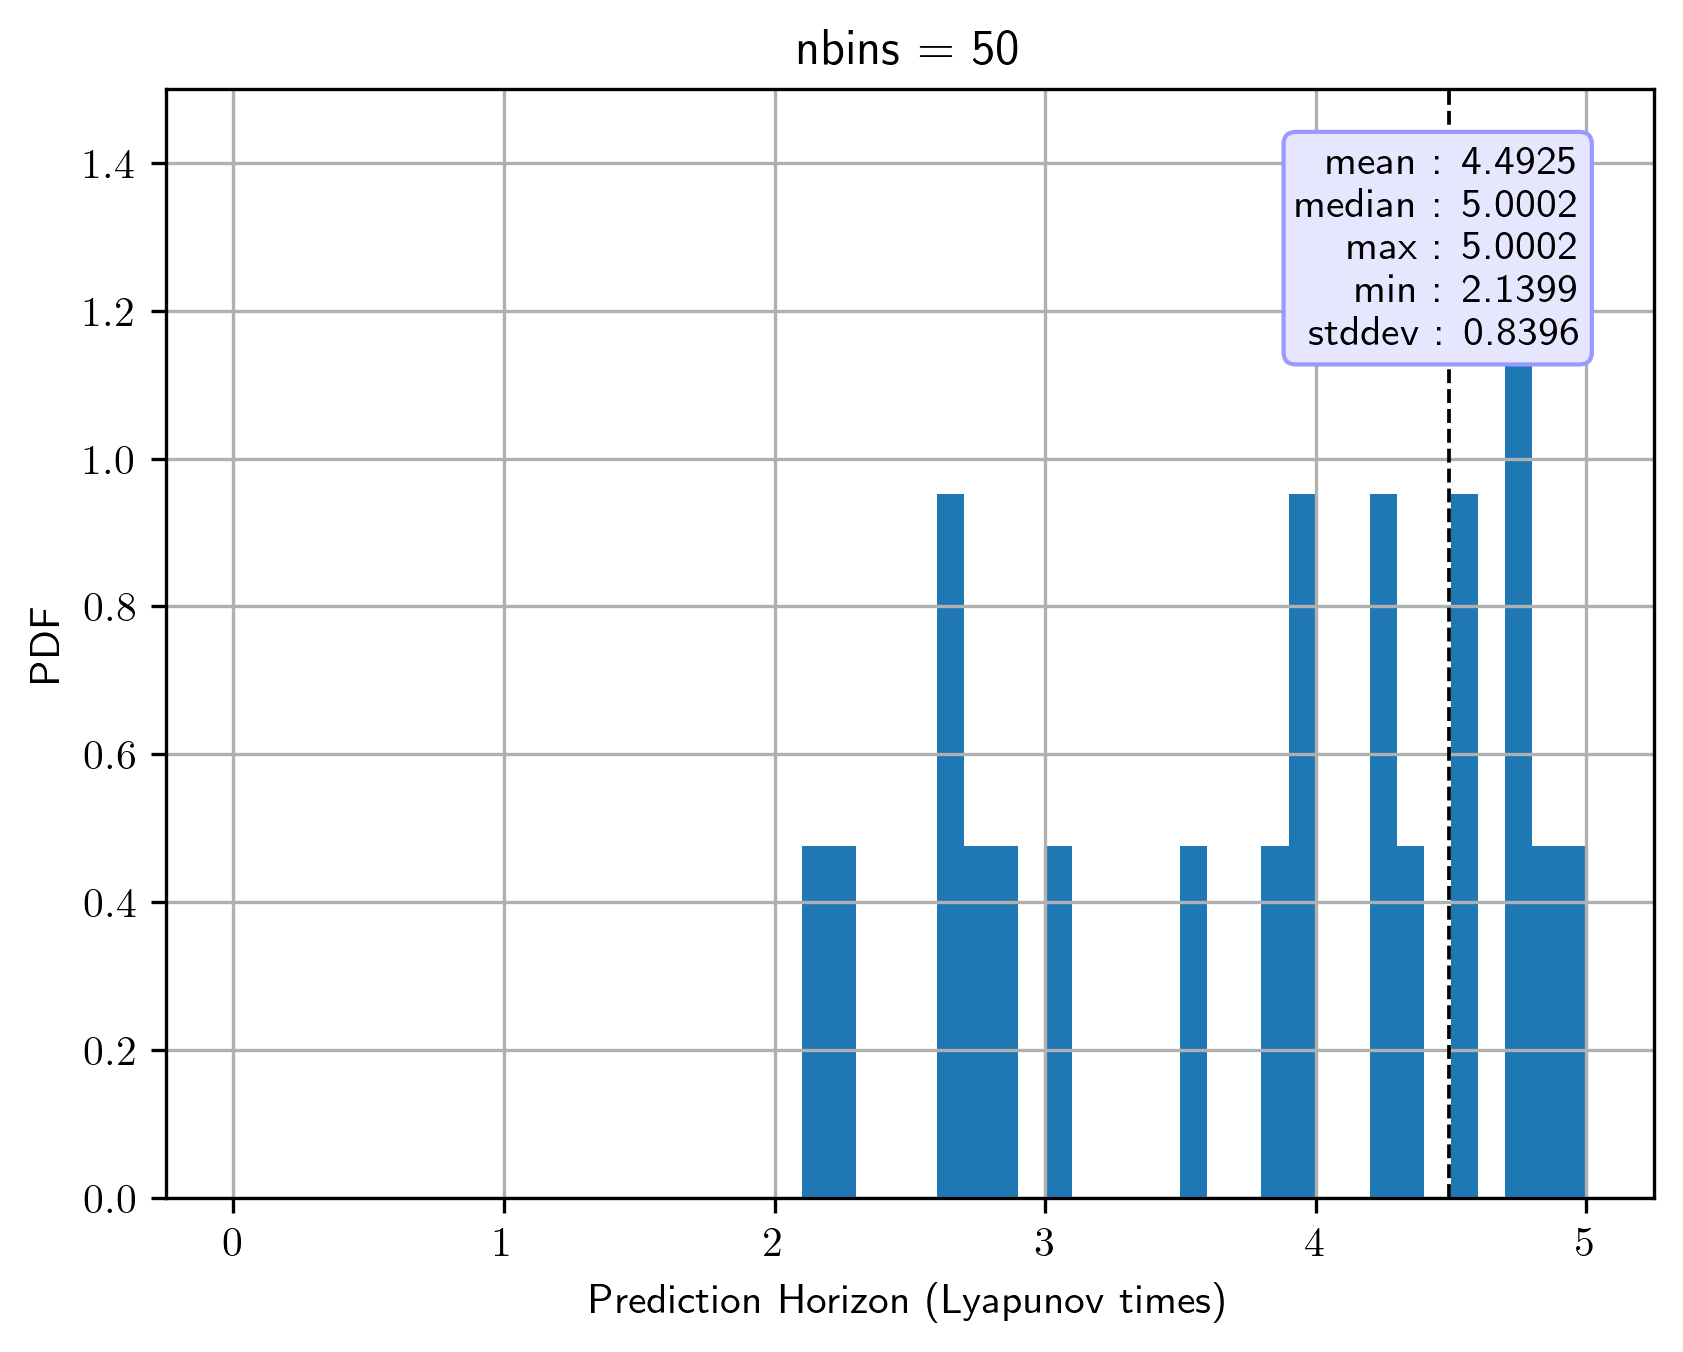 nbins = 50
mean : 4.4925
median : 5.0002
max : 5.0002
min : 2.1399
stddev : 0.8396
1.4
1.2
1.0
0.8
0.6
0.4
0.2
0.0
PDF
0 1 2 3 4 5
Prediction Horizon (Lyapunov times)